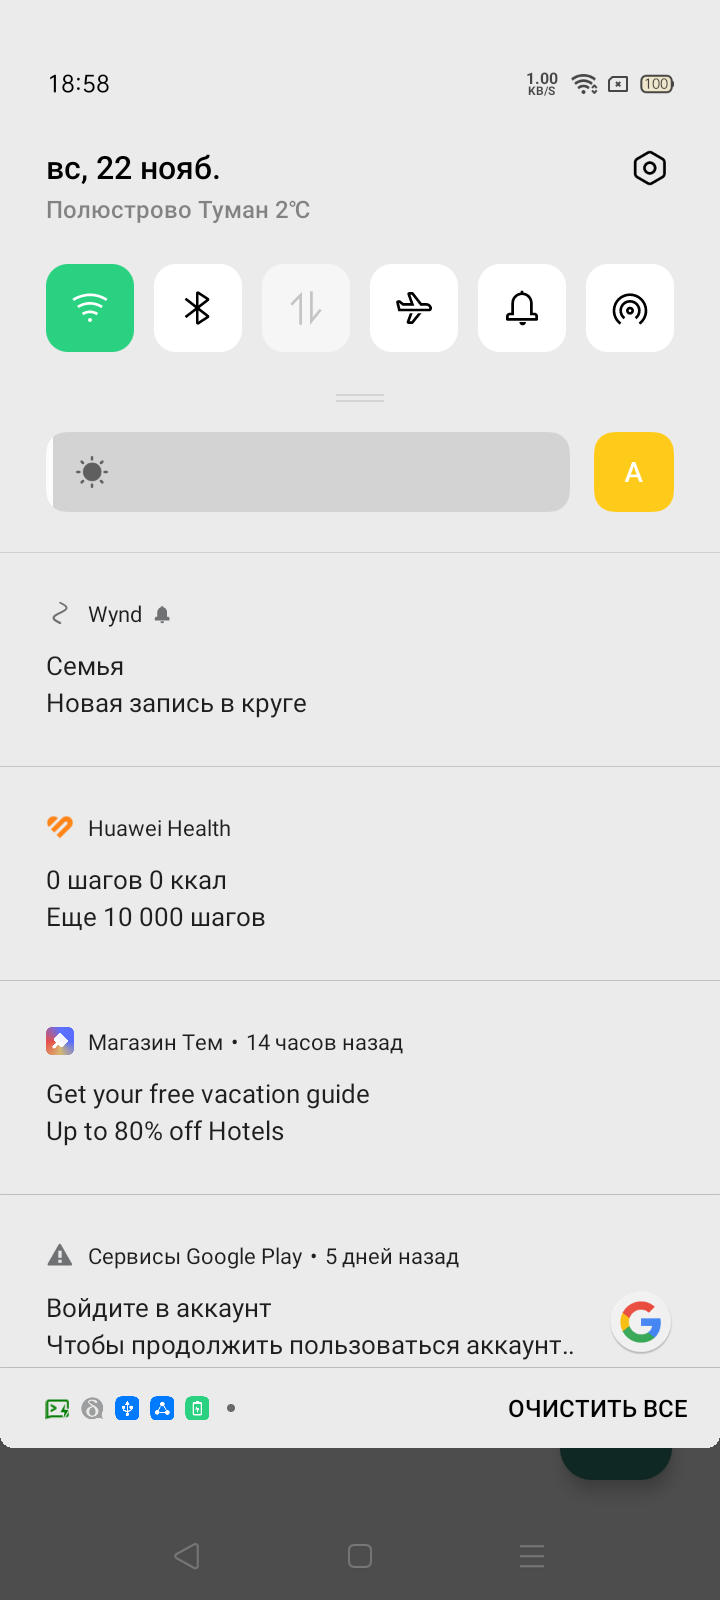 18:58
1.00
KB/S
100
вс, 22 нояб.
Полюстрово Туман 2℃
A
Wynd
Семья
Новая запись в круге
Huawei Health
0 шагов 0 ккал
Еще 10 000 шагов
Магазин Тем • 14 часов назад
Get your free vacation guide
Up to 80% off Hotels
Сервисы Google Play • 5 дней назад
Войдите в аккаунт
Чтобы продолжить пользоваться аккаунт..
ОЧИСТИТЬ ВСЕ